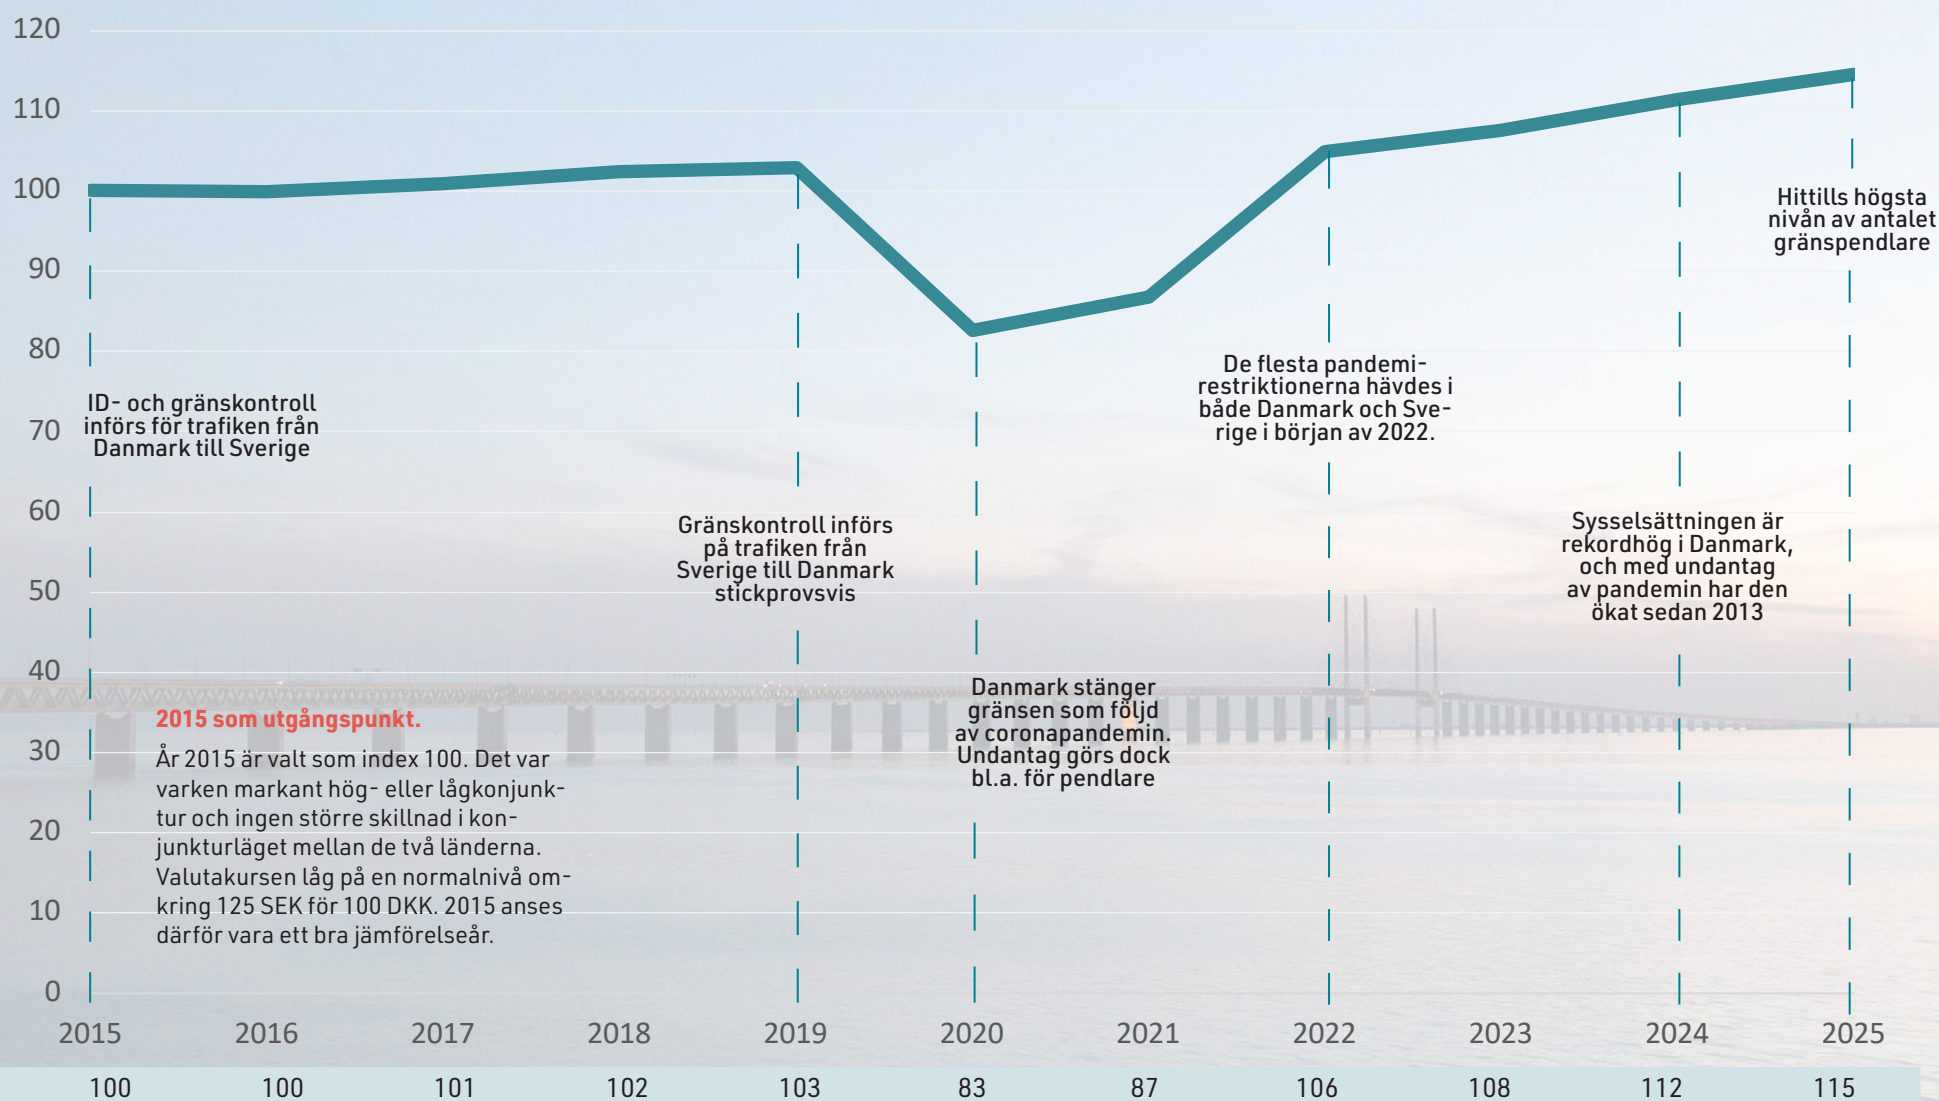 120
110
100
90
80
70
60
50
40
30
20
10
0
ID- och gränskontroll
införs för trafiken från
Danmark till Sverige
2015 som utgångspunkt.
År 2015 är valt som index 100. Det var
varken markant hög- eller lågkonjunk-
tur och ingen större skillnad i kon-
junkturläget mellan de två länderna.
Valutakursen låg på en normalnivå om-
kring 125 SEK för 100 DKK. 2015 anses
därför vara ett bra jämförelseår.
Gränskontroll införs
på trafiken från
Sverige till Danmark
stickprovsvis
Danmark stänger
gränsen som följd
av coronapandemin.
Undantag görs dock
bl.a. för pendlare
De flesta pandemi-
restriktionerna hävdes i
både Danmark och Sve-
rige i början av 2022.
Sysselsättningen är
rekordhög i Danmark,
och med undantag
av pandemin har den
ökat sedan 2013
Hittills högsta
nivån av antalet
gränspendlare
2015 2016 2017 2018 2019 2020 2021 2022 2023 2024 2025
100 100 101 102 103 83 87 106 108 112 115